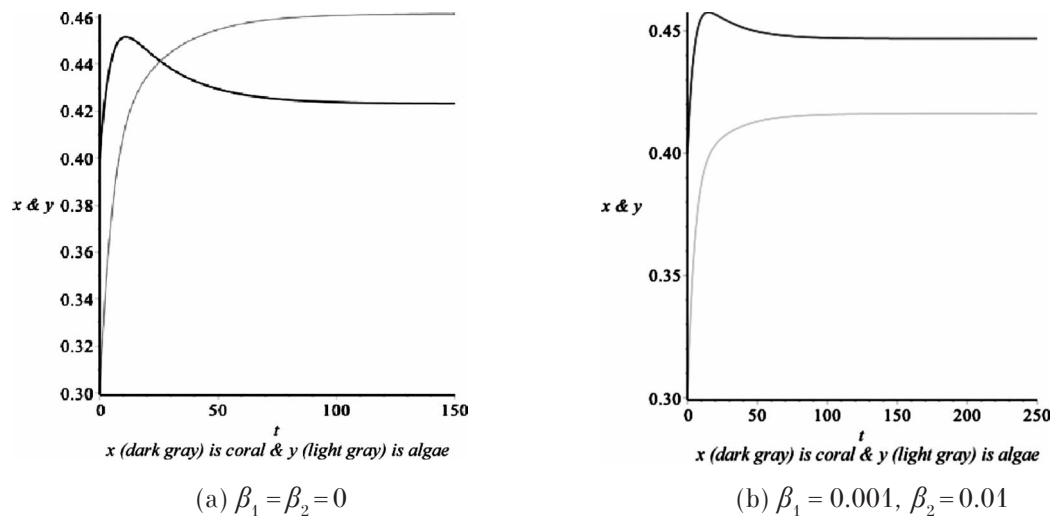 0.46
0.44
0.42
0.40
x & y 0.38
0.36
0.34
0.32
0.30
0 50 100 150
t
x (dark gray) is coral & y (light gray) is algae
(a) β₁ = β₂ = 0
0.45
0.40
x & y
0.35
0.30
0 50 100 150 200 250
t
x (dark gray) is coral & y (light gray) is algae
(b) β₁ = 0.001, β₂ = 0.01